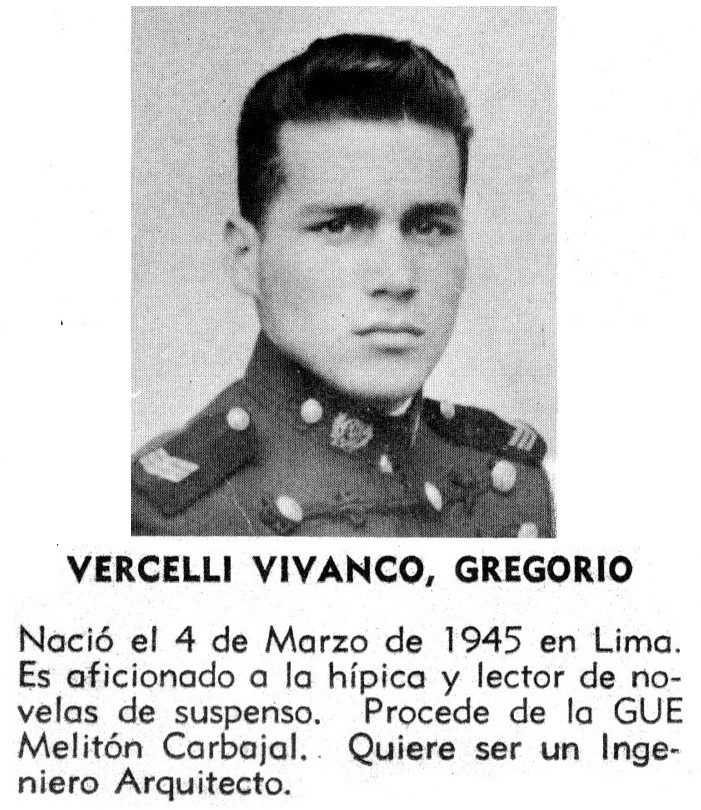 VERCELLI VIVANCO, GREGORIO
Nació el 4 de Marzo de 1945 en Lima.
Es aficionado a la hípica y lector de no-
velas de suspenso. Procede de la GUE
Melitón Carbajal. Quiere ser un Inge-
niero Arquitecto.